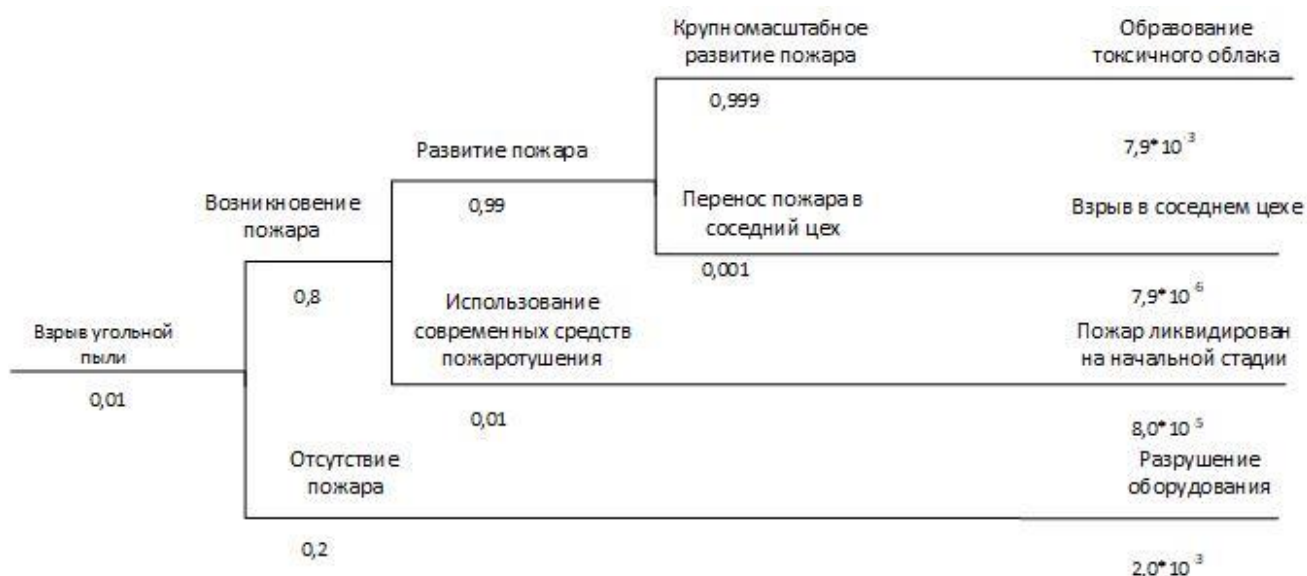 Крупномасштабное
развитие пожара
Образование
токсичного облака
0,999
7,9*10 3
Развитие пожара
0,99
Перенос пожара в
соседний цех
Взрыв в соседнем цехе
0,001
7,9*10 6
Возникновение
пожара
0,8
Использование
современных средств
пожаротушения
Пожар ликвидирован
на начальной стадии
0,01
8,0*10 5
Взрыв угольной
пыли
0,01
Отсутствие
пожара
Разрушение
оборудования
0,2
2,0*10 3